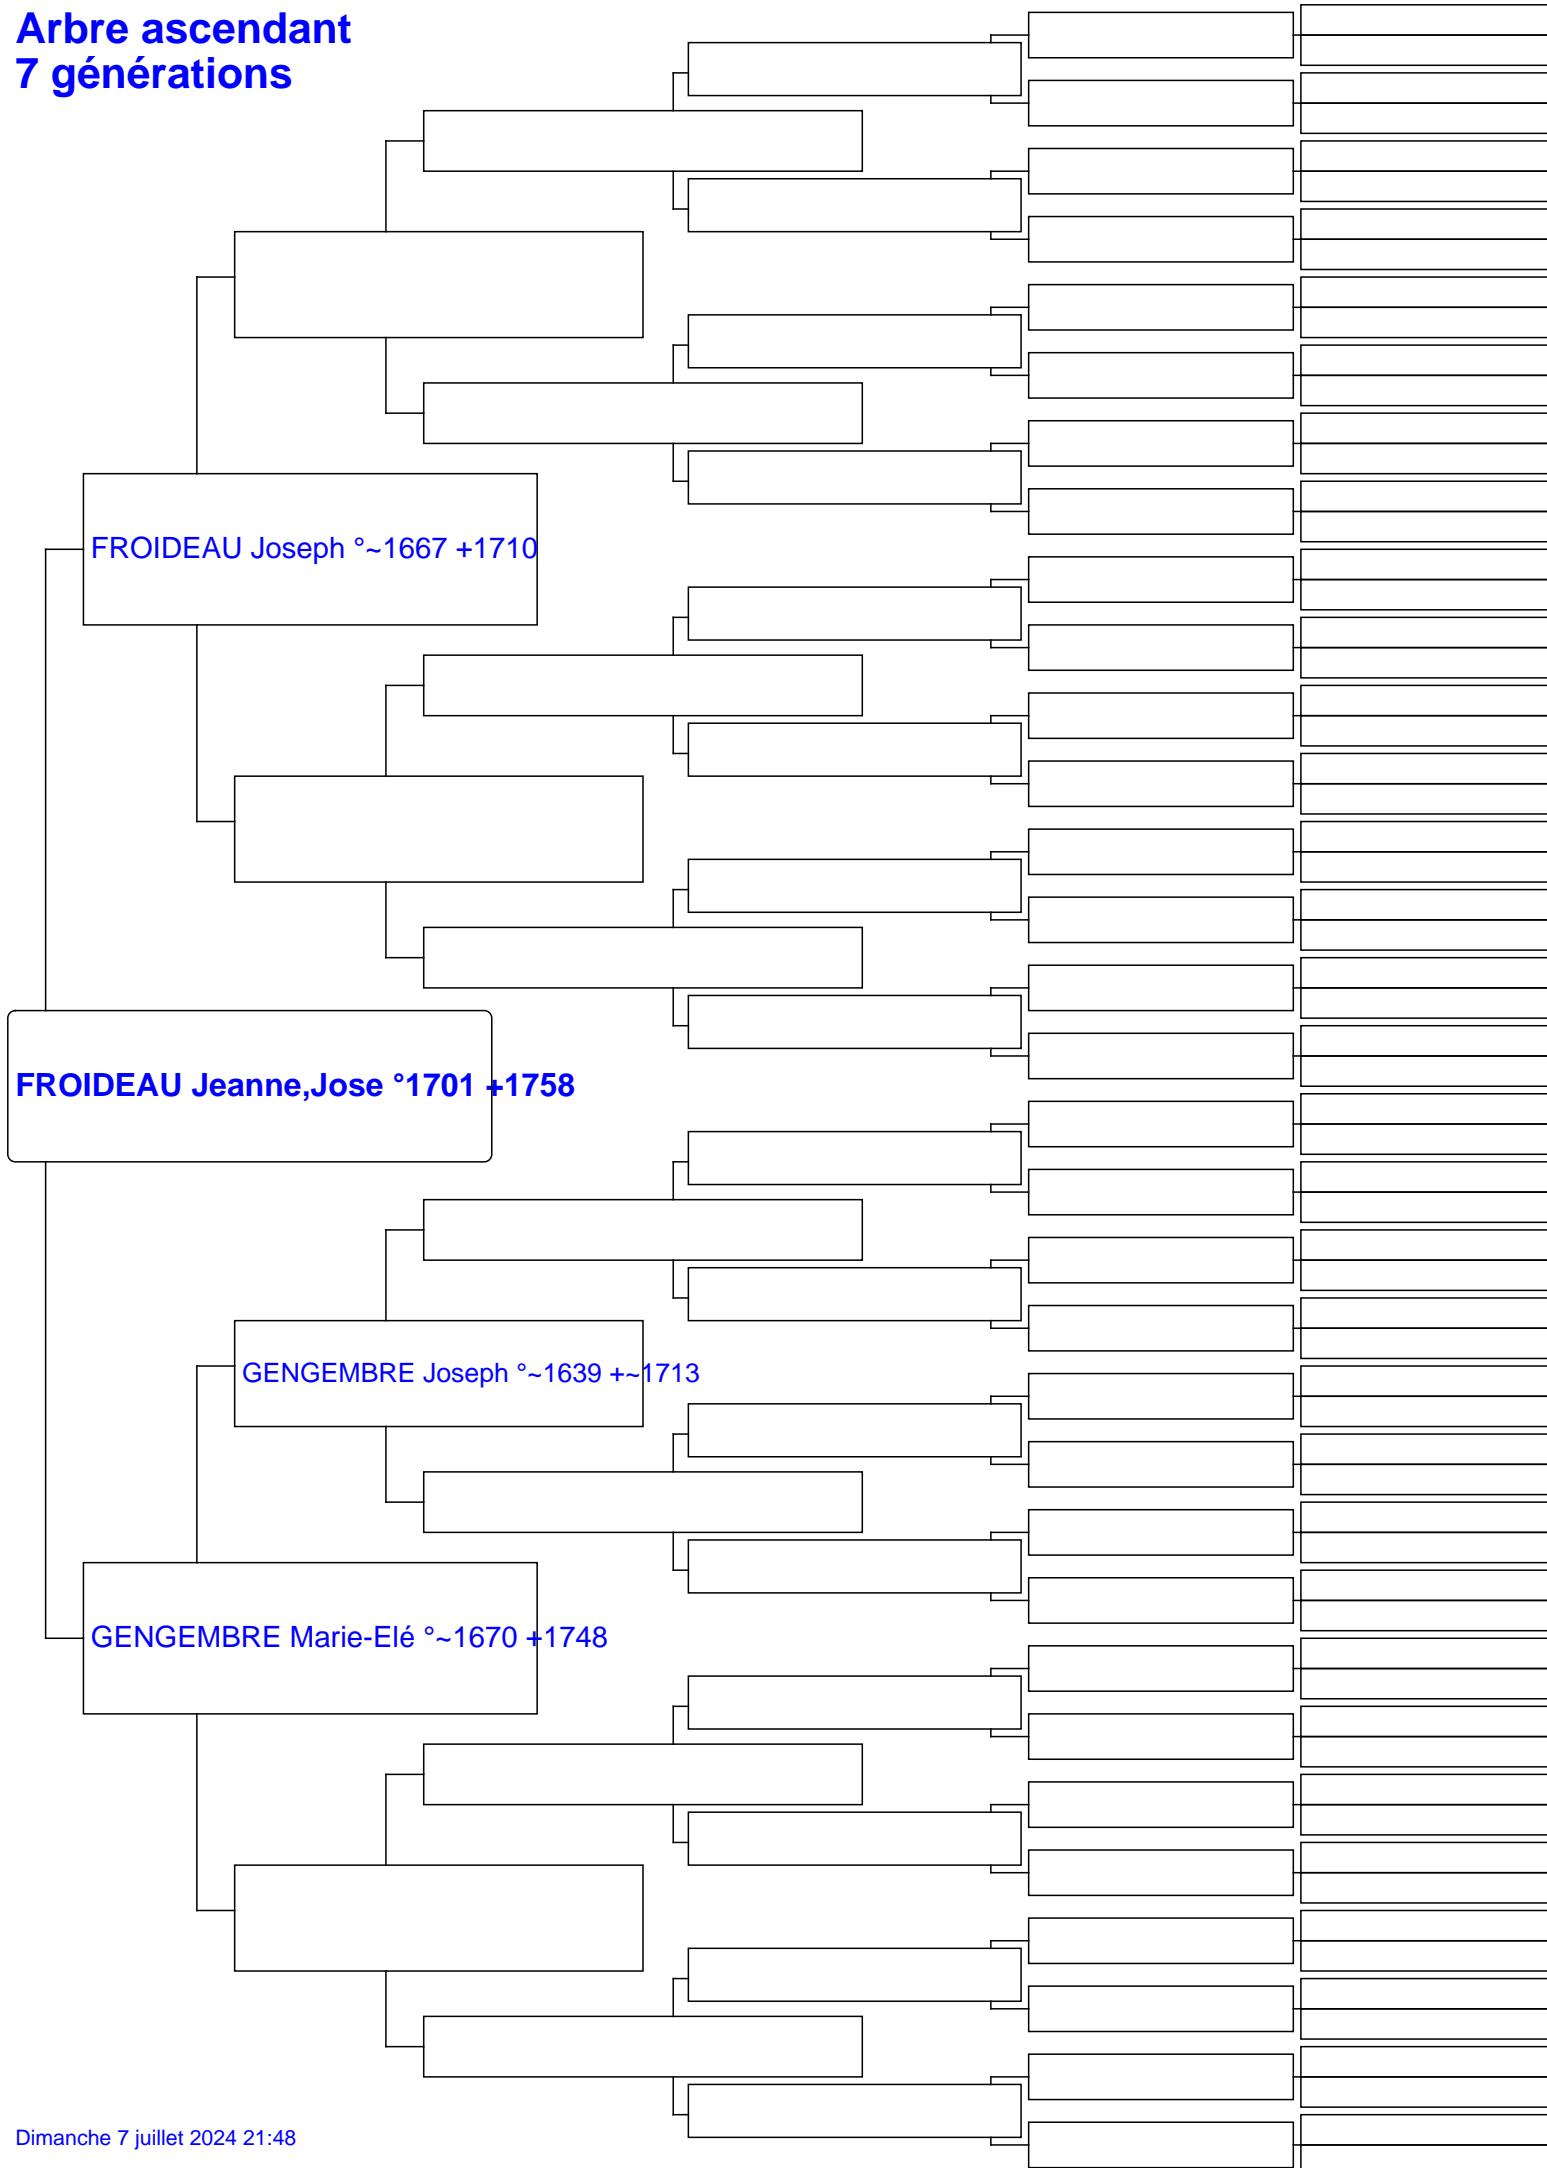 Arbre ascendant
7 générations
FROIDEAU Joseph °~1667 +1710
FROIDEAU Jeanne,Jose °1701 +1758
GENGEMBRE Joseph °~1639 +~1713
GENGEMBRE Marie-Elé °~1670 +1748
Dimanche 7 juillet 2024 21:48